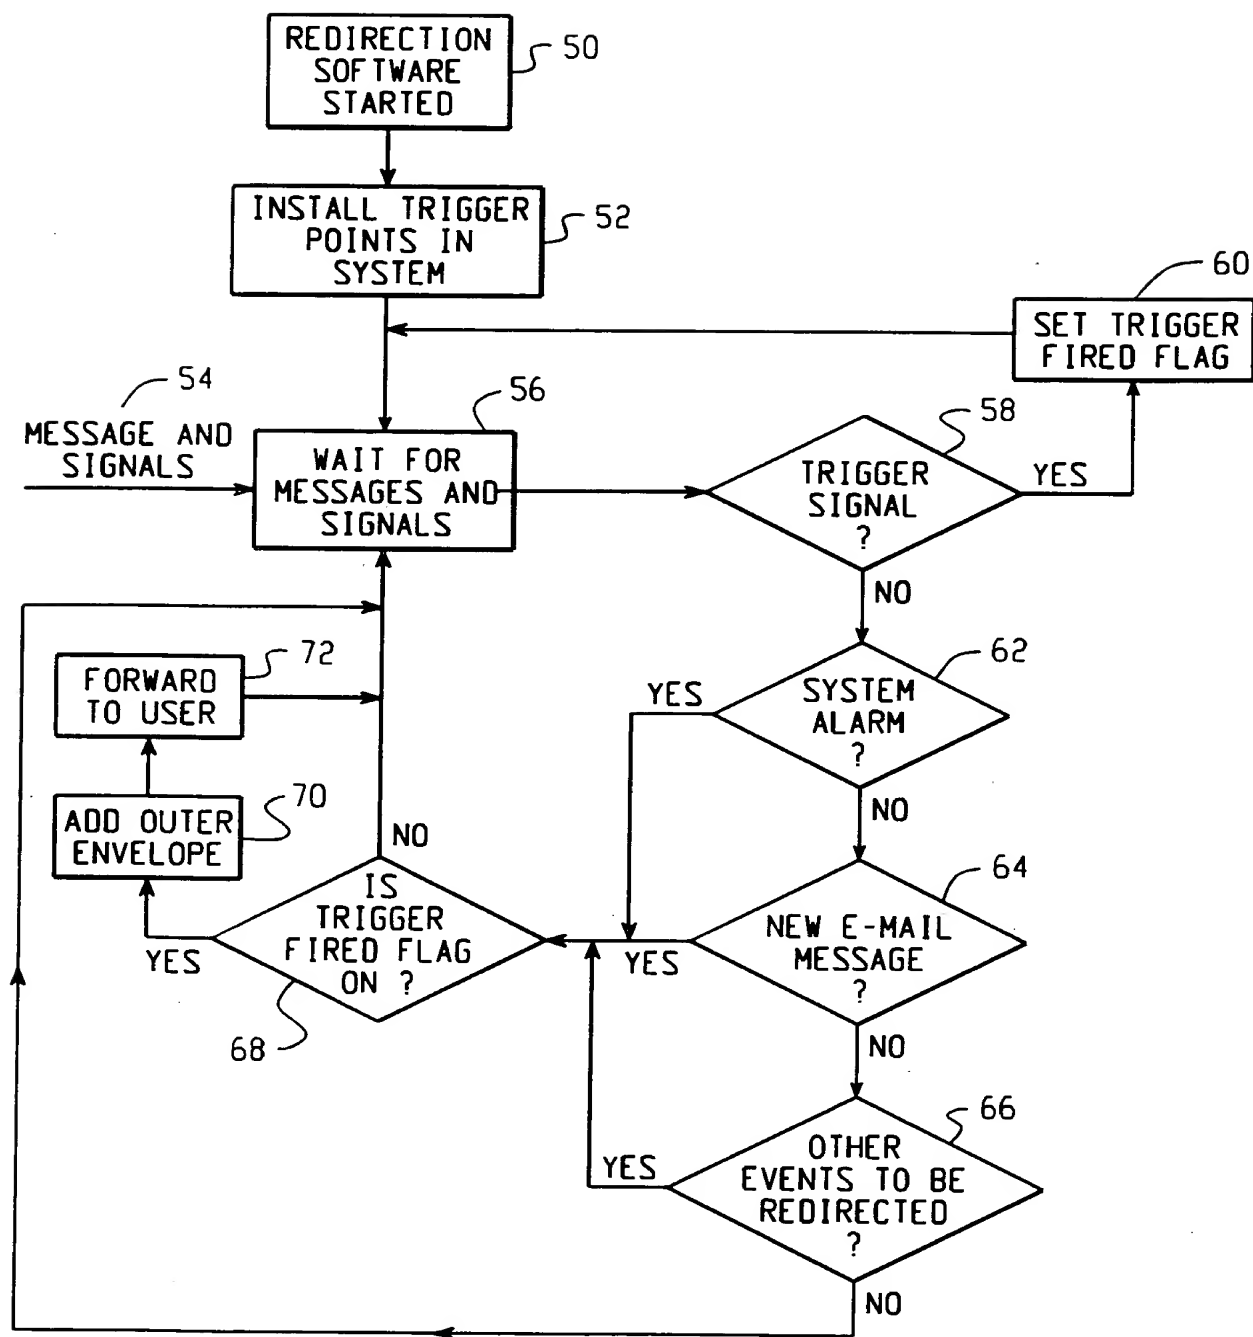 REDIRECTION
SOFTWARE
STARTED
50
INSTALL TRIGGER
POINTS IN
SYSTEM
52
60
SET TRIGGER
FIRED FLAG
54
MESSAGE AND
SIGNALS
56
WAIT FOR
MESSAGES AND
SIGNALS
58
TRIGGER
SIGNAL
?
YES
NO
62
SYSTEM
ALARM
?
YES
NO
72
FORWARD
TO USER
70
ADD OUTER
ENVELOPE
NO
IS
TRIGGER
FIRED FLAG
ON ?
YES
68
64
NEW E-MAIL
MESSAGE
?
YES
NO
66
OTHER
EVENTS TO BE
REDIRECTED
?
YES
NO